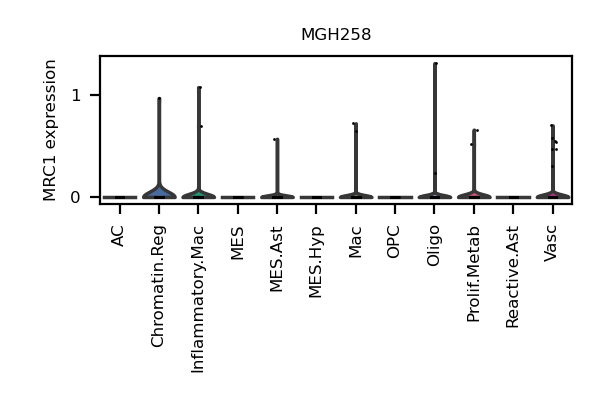 MGH258
MRC1 expression
1
0
AC
Chromatin.Reg
Inflammatory.Mac
MES
MES.Ast
MES.Hyp
Mac
OPC
Oligo
Prolif.Metab
Reactive.Ast
Vasc